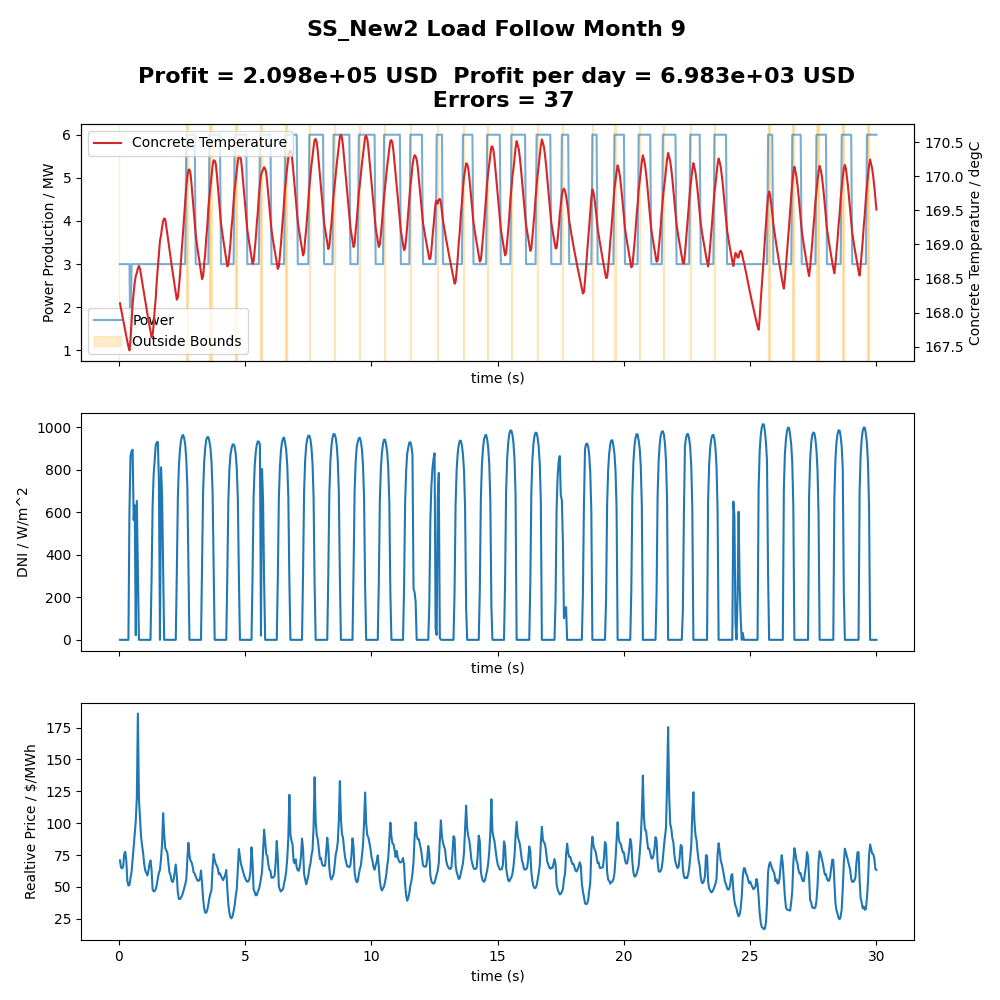 SS_New2 Load Follow Month 9
Profit = 2.098e+05 USD  Profit per day = 6.983e+03 USD
Errors = 37
6
5
4
3
2
1
Power Production / MW
Concrete Temperature
Power
Outside Bounds
170.5
170.0
169.5
169.0
168.5
168.0
167.5
Concrete Temperature / degC
time (s)
1000
800
600
400
200
0
DNI / W/m^2
time (s)
175
150
125
100
75
50
25
Realtive Price / $/MWh
0 5 10 15 20 25 30
time (s)